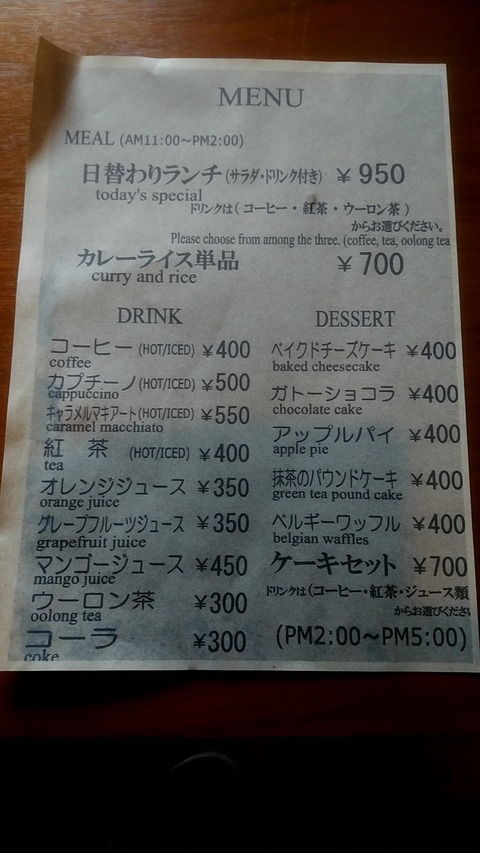 MENU
MEAL (AM11:00～PM2:00)
日替わりランチ(サラダ・ドリンク付き) ￥950
today's special
ドリンクは(コーヒー・紅茶・ウーロン茶)
からお選びください。
Please choose from among the three. (coffee, tea, oolong tea
カレーライス単品 ￥700
curry and rice
DRINK
コーヒー(HOT/ICED) ￥400
coffee
カプチーノ(HOT/ICED) ￥500
cappuccino
キャラメルマキアート(HOT/ICED) ￥550
caramel macchiato
紅 茶 (HOT/ICED) ￥400
tea
オレンジジュース ￥350
orange juice
グレープフルーツジュース ￥350
grapefruit juice
マンゴージュース ￥450
mango juice
ウーロン茶 ￥300
oolong tea
コーラ ￥300
coke
DESSERT
ベイクドチーズケーキ ￥400
baked cheesecake
ガトーショコラ ￥400
chocolate cake
アップルパイ ￥400
apple pie
抹茶のパウンドケーキ ￥400
green tea pound cake
ベルギーワッフル ￥400
belgian waffles
ケーキセット ￥700
ドリンクは(コーヒー・紅茶・ジュース類
からお選びください
(PM2:00～PM5:00)